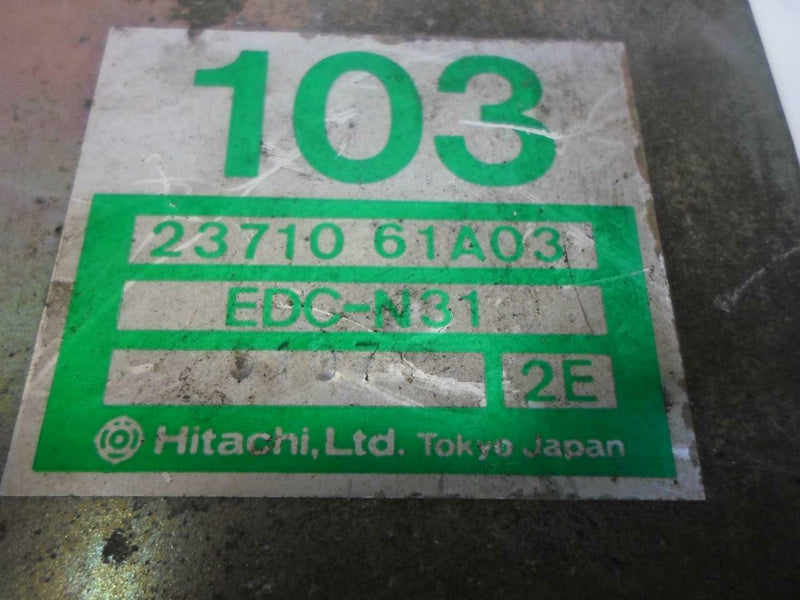 103
23710 61A03
EDC-N31
2E
Hitachi, Ltd. Tokyo Japan